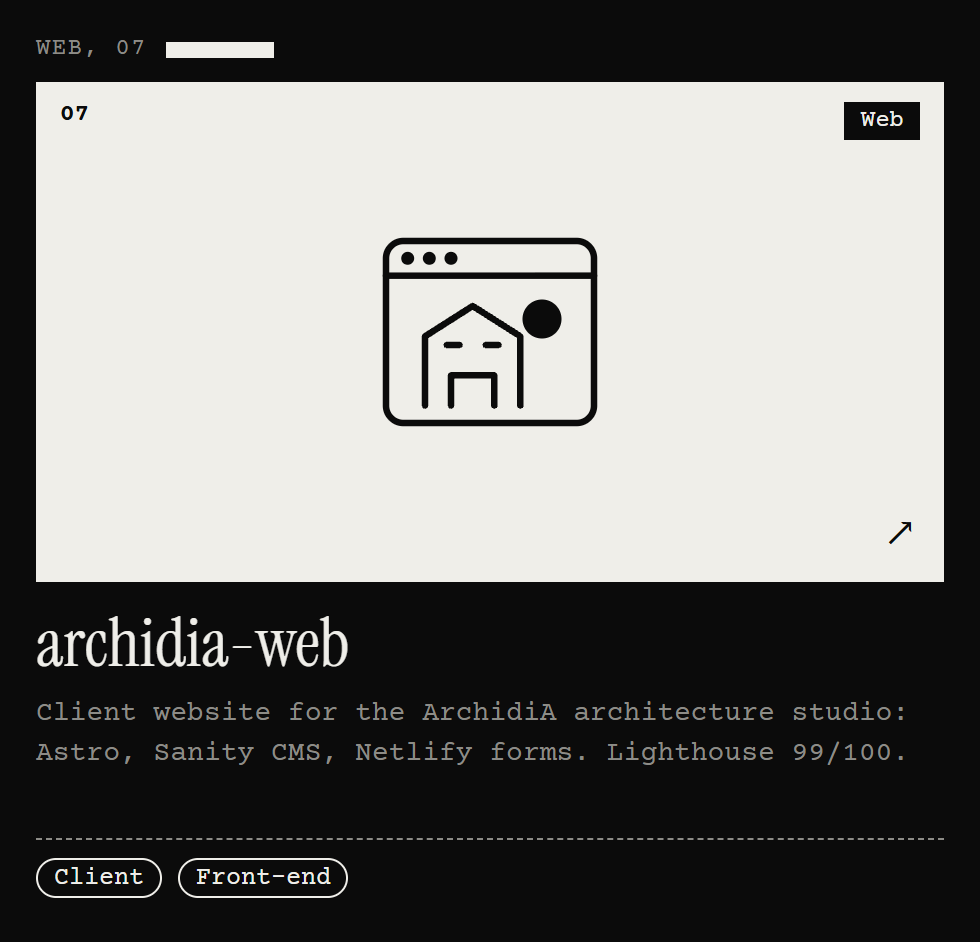 WEB, 07
07
Web
↗
archidia-web
Client website for the ArchidiA architecture studio:
Astro, Sanity CMS, Netlify forms. Lighthouse 99/100.
Client
Front-end